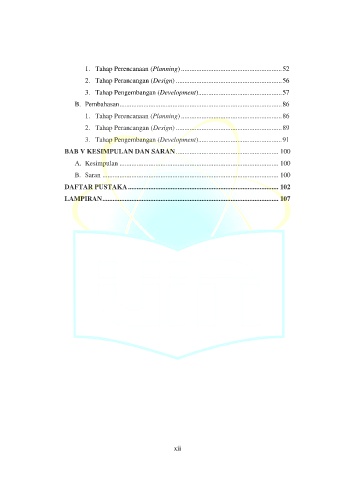 1. Tahap Perencanaan (Planning) ........................................................ 52
2. Tahap Perancangan (Design) ........................................................... 56
3. Tahap Pengembangan (Development) .............................................. 57
B. Pembahasan .......................................................................................... 86
1. Tahap Perencanaan (Planning) ........................................................ 86
2. Tahap Perancangan (Design) ........................................................... 89
3. Tahap Pengembangan (Development) .............................................. 91
BAB V KESIMPULAN DAN SARAN ......................................................... 100
A. Kesimpulan ......................................................................................... 100
B. Saran ................................................................................................... 100
DAFTAR PUSTAKA ..................................................................................... 102
LAMPIRAN .................................................................................................... 107
xii